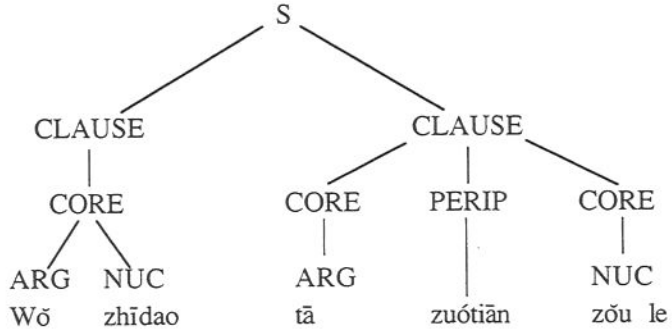 S
CLAUSE CLAUSE
CORE CORE PERIP CORE
ARG NUC ARG NUC
Wǒ zhīdao tā zuótiān zǒu le